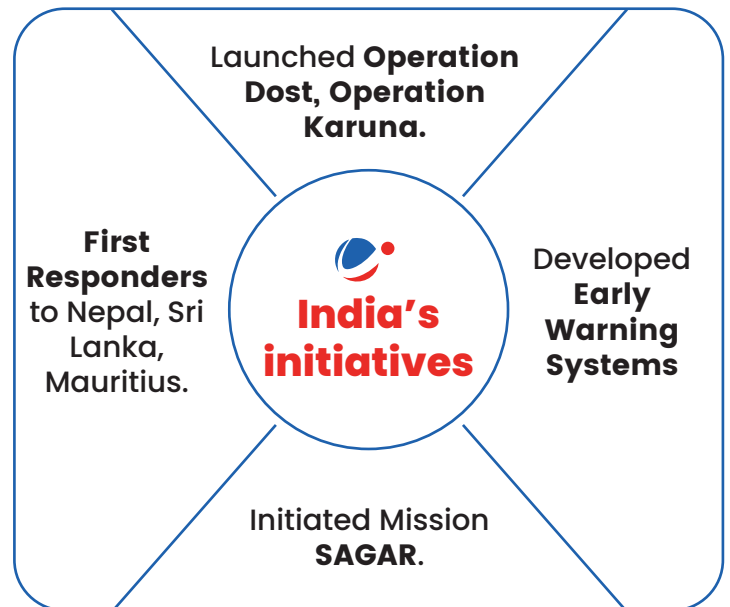 Launched Operation
Dost, Operation
Karuna.
First
Responders
to Nepal, Sri
Lanka,
Mauritius.
India’s
initiatives
Developed
Early
Warning
Systems
Initiated Mission
SAGAR.